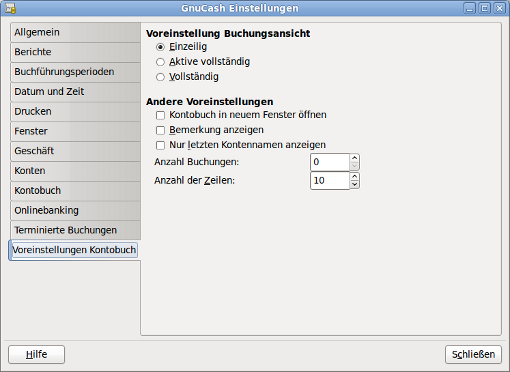 GnuCash Einstellungen
Allgemein
Berichte
Buchführungsperioden
Datum und Zeit
Drucken
Fenster
Geschäft
Konten
Kontobuch
Onlinebanking
Terminierte Buchungen
Voreinstellungen Kontobuch
Voreinstellung Buchungsansicht
Einzeilig
Aktive vollständig
Vollständig
Andere Voreinstellungen
Kontobuch in neuem Fenster öffnen
Bemerkung anzeigen
Nur letzten Kontennamen anzeigen
Anzahl Buchungen: 0
Anzahl der Zeilen: 10
Hilfe
Schließen